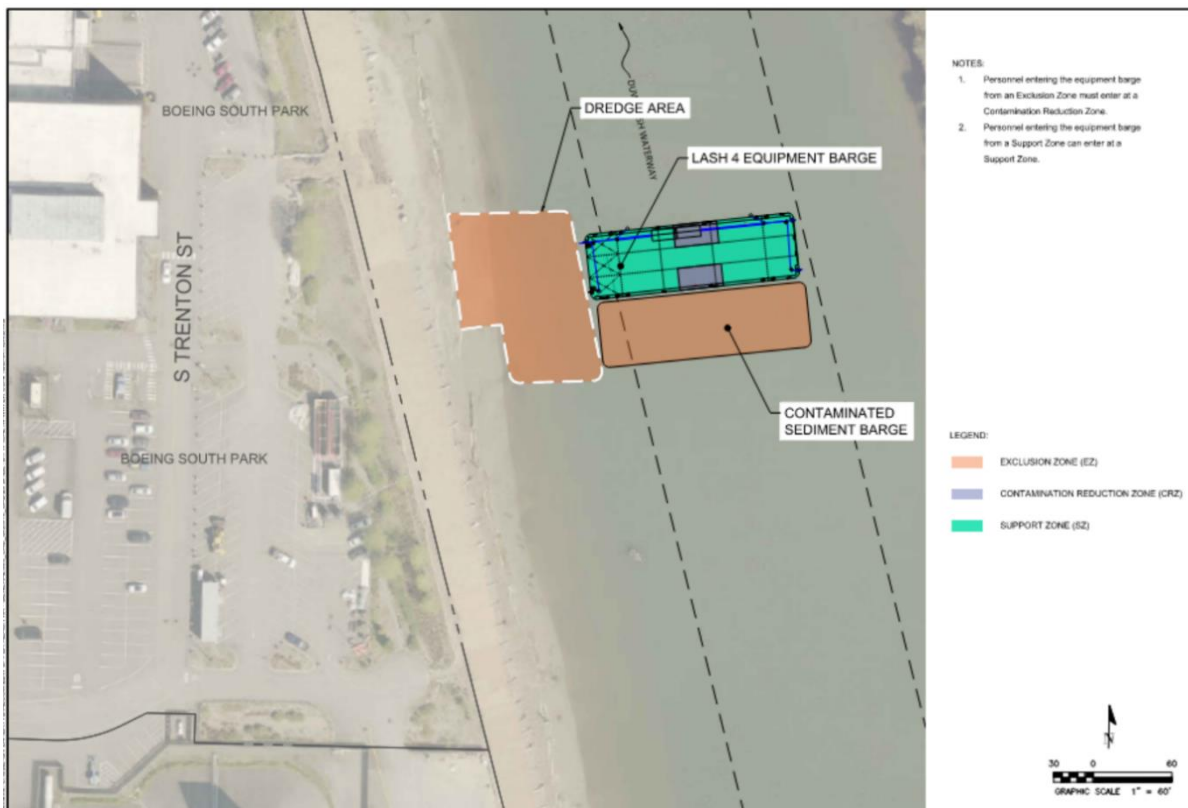 BOEING SOUTH PARK
DREDGE AREA
LASH 4 EQUIPMENT BARGE
WATERWAY
S TRENTON ST
CONTAMINATED
SEDIMENT BARGE
BOEING SOUTH PARK
NOTES:
1. Personnel entering the equipment barge
from an Exclusion Zone must enter at a
Contamination Reduction Zone.
2. Personnel entering the equipment barge
from a Support Zone can enter at a
Support Zone.
LEGEND:
EXCLUSION ZONE (EZ)
CONTAMINATION REDUCTION ZONE (CRZ)
SUPPORT ZONE (SZ)
N
30 0 60
GRAPHIC SCALE 1" = 60'